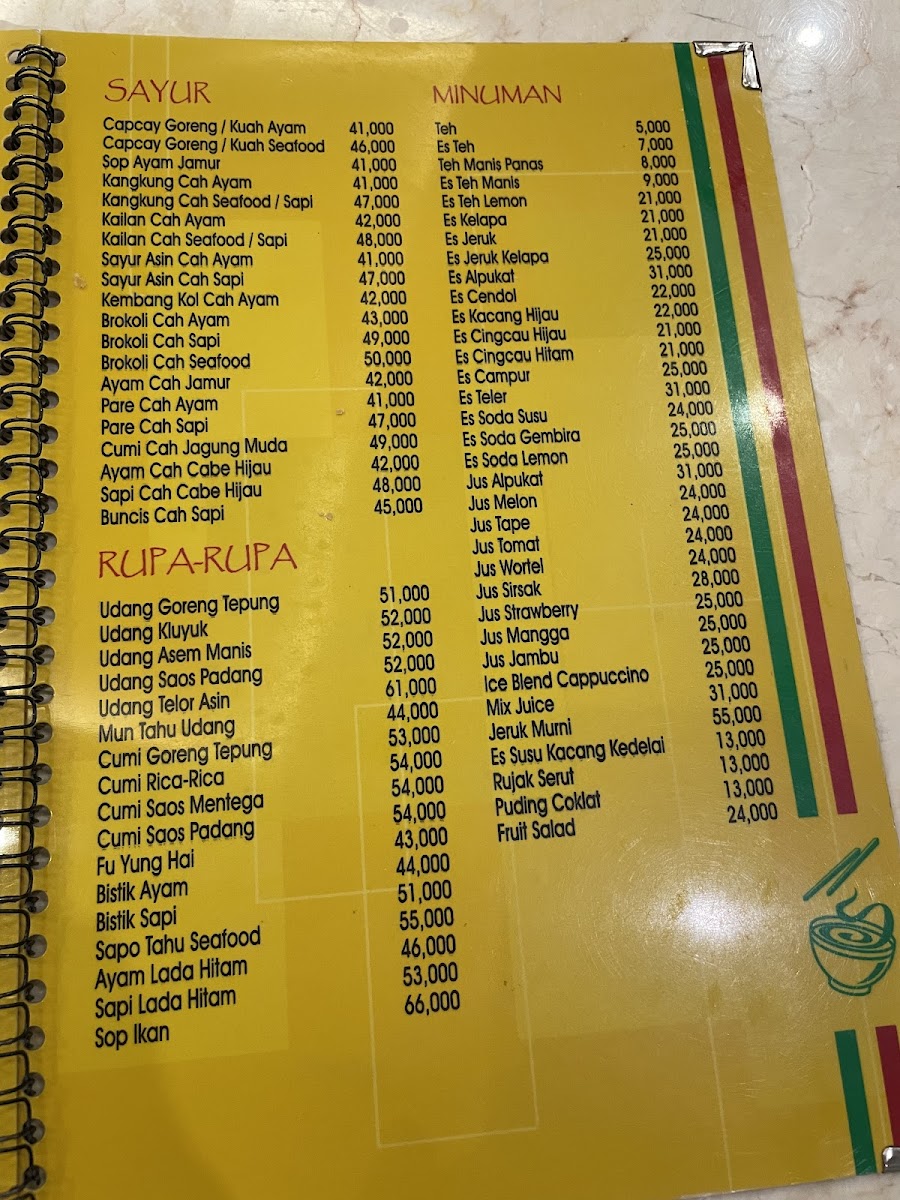 SAYUR
Capcay Goreng / Kuah Ayam 41,000
Capcay Goreng / Kuah Seafood 46,000
Sop Ayam Jamur 41,000
Kangkung Cah Ayam 41,000
Kangkung Cah Seafood / Sapi 47,000
Kailan Cah Ayam 42,000
Kailan Cah Seafood / Sapi 48,000
Sayur Asin Cah Ayam 41,000
Sayur Asin Cah Sapi 47,000
Kembang Kol Cah Ayam 42,000
Brokoli Cah Ayam 43,000
Brokoli Cah Sapi 49,000
Brokoli Cah Seafood 50,000
Ayam Cah Jamur 42,000
Pare Cah Ayam 41,000
Pare Cah Sapi 47,000
Cumi Cah Jagung Muda 49,000
Ayam Cah Cabe Hijau 42,000
Sapi Cah Cabe Hijau 48,000
Buncis Cah Sapi 45,000
RUPA-RUPA
Udang Goreng Tepung 51,000
Udang Kluyuk 52,000
Udang Asem Manis 52,000
Udang Saos Padang 52,000
Udang Telor Asin 61,000
Mun Tahu Udang 44,000
Cumi Goreng Tepung 53,000
Cumi Rica-Rica 54,000
Cumi Saos Mentega 54,000
Cumi Saos Padang 54,000
Fu Yung Hai 43,000
Bistik Ayam 44,000
Bistik Sapi 51,000
Sapo Tahu Seafood 55,000
Ayam Lada Hitam 46,000
Sapi Lada Hitam 53,000
Sop Ikan 66,000
MINUMAN
Teh 5,000
Es Teh 7,000
Teh Manis Panas 8,000
Es Teh Manis 9,000
Es Teh Lemon 21,000
Es Kelapa 21,000
Es Jeruk 21,000
Es Jeruk Kelapa 25,000
Es Alpukat 31,000
Es Cendol 22,000
Es Kacang Hijau 22,000
Es Cingcau Hijau 21,000
Es Cingcau Hitam 21,000
Es Campur 25,000
Es Teler 31,000
Es Soda Susu 24,000
Es Soda Gembira 25,000
Es Soda Lemon 25,000
Jus Alpukat 31,000
Jus Melon 24,000
Jus Tape 24,000
Jus Tomat 24,000
Jus Wortel 24,000
Jus Sirsak 28,000
Jus Strawberry 25,000
Jus Mangga 25,000
Jus Jambu 25,000
Ice Blend Cappuccino 25,000
Mix Juice 31,000
Jeruk Murni 55,000
Es Susu Kacang Kedelai 13,000
Rujak Serut 13,000
Puding Coklat 13,000
Fruit Salad 24,000